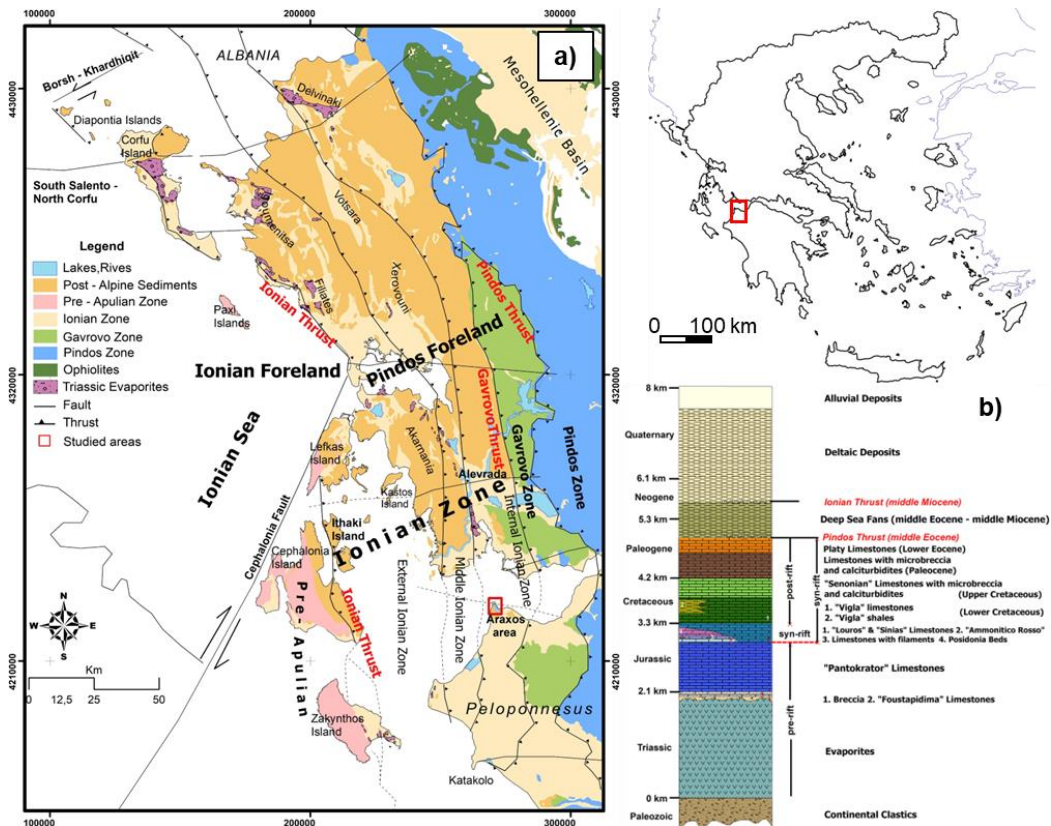 100000
200000
300000
a)
ALBANIA
Borsh - Khardhiqit
4430000
4430000
Delvinaki
Mesohellenic Basin
Diapontia Islands
Corfu
Island
South Salento -
North Corfu
Votsara
Legend
Lakes,Rives
Post - Alpine Sediments
Pre - Apulian Zone
Ionian Zone
Gavrovo Zone
Pindos Zone
Ophiolites
Triassic Evaporites
Fault
Thrust
Studied areas
Filiates
Xerovouni
Pindos Thrust
Paxi
Islands
Ionian Thrust
Ionian Foreland
Pindos Foreland
4320000
4320000
Ionian Sea
Gavrovo Thrust
Gavrovo Zone
Pindos Zone
Akarnania
Lefkas
Island
Alevrada
Kastos
Island
Ionian Zone
Internal Ionian Zone
Ithaki
Island
Cephalonia Fault
Cephalonia
Island
External Ionian Zone
Middle Ionian Zone
Araxos
area
Pre - Apulian
Ionian Thrust
N
W
E
S
4210000
4210000
Km
0
12,5
25
50
Peloponnesus
Zakynthos
Island
Katakolo
100000
200000
300000
0 100 km
b)
8 km
Alluvial Deposits
Quaternary
Deltaic Deposits
6.1 km
Neogene
Ionian Thrust (middle Miocene)
5.3 km
Deep Sea Fans (middle Eocene - middle Miocene)
Pindos Thrust (middle Eocene)
Paleogene
Platy Limestones (Lower Eocene)
Limestones with microbreccia
and calciturbidites (Paleocene)
4.2 km
"Senonian" Limestones with microbreccia
and calciturbidites (Upper Cretaceous)
Cretaceous
1. "Vigla" limestones
2. "Vigla" shales
(Lower Cretaceous)
3.3 km
post-rift
syn-rift
syn-rift
1. "Louros" & "Sinias" Limestones 2. "Ammonitico Rosso"
3. Limestones with filaments 4. Posidonia Beds
Jurassic
"Pantokrator" Limestones
2.1 km
1. Breccia 2. "Foustapidima" Limestones
pre-rift
Triassic
Evaporites
0 km
Paleozoic
Continental Clastics